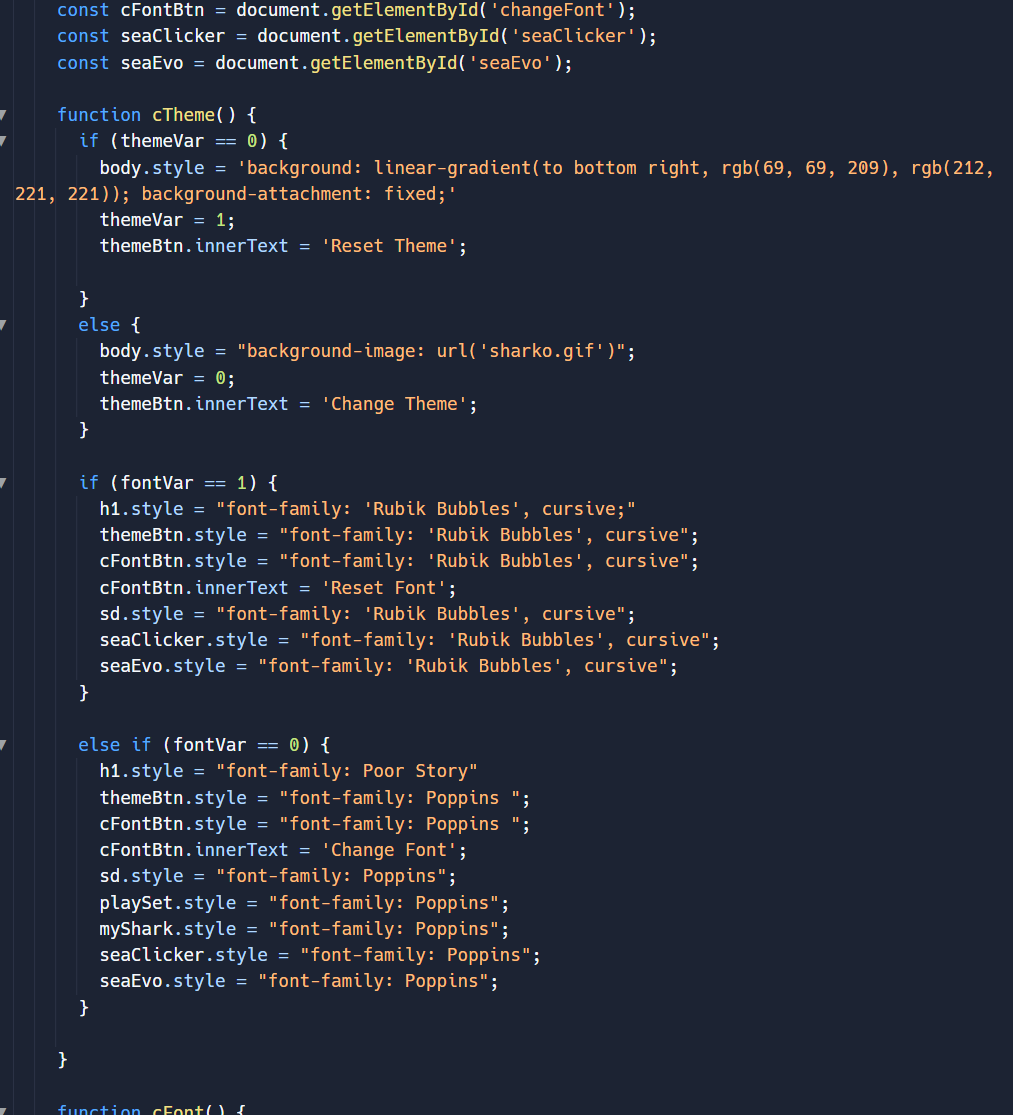 const cFontBtn = document.getElementById('changeFont');
const seaClicker = document.getElementById('seaClicker');
const seaEvo = document.getElementById('seaEvo');
function cTheme() {
if (themeVar == 0) {
body.style = 'background: linear-gradient(to bottom right, rgb(69, 69, 209), rgb(212,
221, 221)); background-attachment: fixed;'
themeVar = 1;
themeBtn.innerText = 'Reset Theme';
}
else {
body.style = "background-image: url('sharko.gif')";
themeVar = 0;
themeBtn.innerText = 'Change Theme';
}
if (fontVar == 1) {
h1.style = "font-family: 'Rubik Bubbles', cursive;"
themeBtn.style = "font-family: 'Rubik Bubbles', cursive";
cFontBtn.style = "font-family: 'Rubik Bubbles', cursive";
cFontBtn.innerText = 'Reset Font';
sd.style = "font-family: 'Rubik Bubbles', cursive";
seaClicker.style = "font-family: 'Rubik Bubbles', cursive";
seaEvo.style = "font-family: 'Rubik Bubbles', cursive";
}
else if (fontVar == 0) {
h1.style = "font-family: Poor Story"
themeBtn.style = "font-family: Poppins ";
cFontBtn.style = "font-family: Poppins ";
cFontBtn.innerText = 'Change Font';
sd.style = "font-family: Poppins";
playSet.style = "font-family: Poppins";
myShark.style = "font-family: Poppins";
seaClicker.style = "font-family: Poppins";
seaEvo.style = "font-family: Poppins";
}
}
function cFont() {